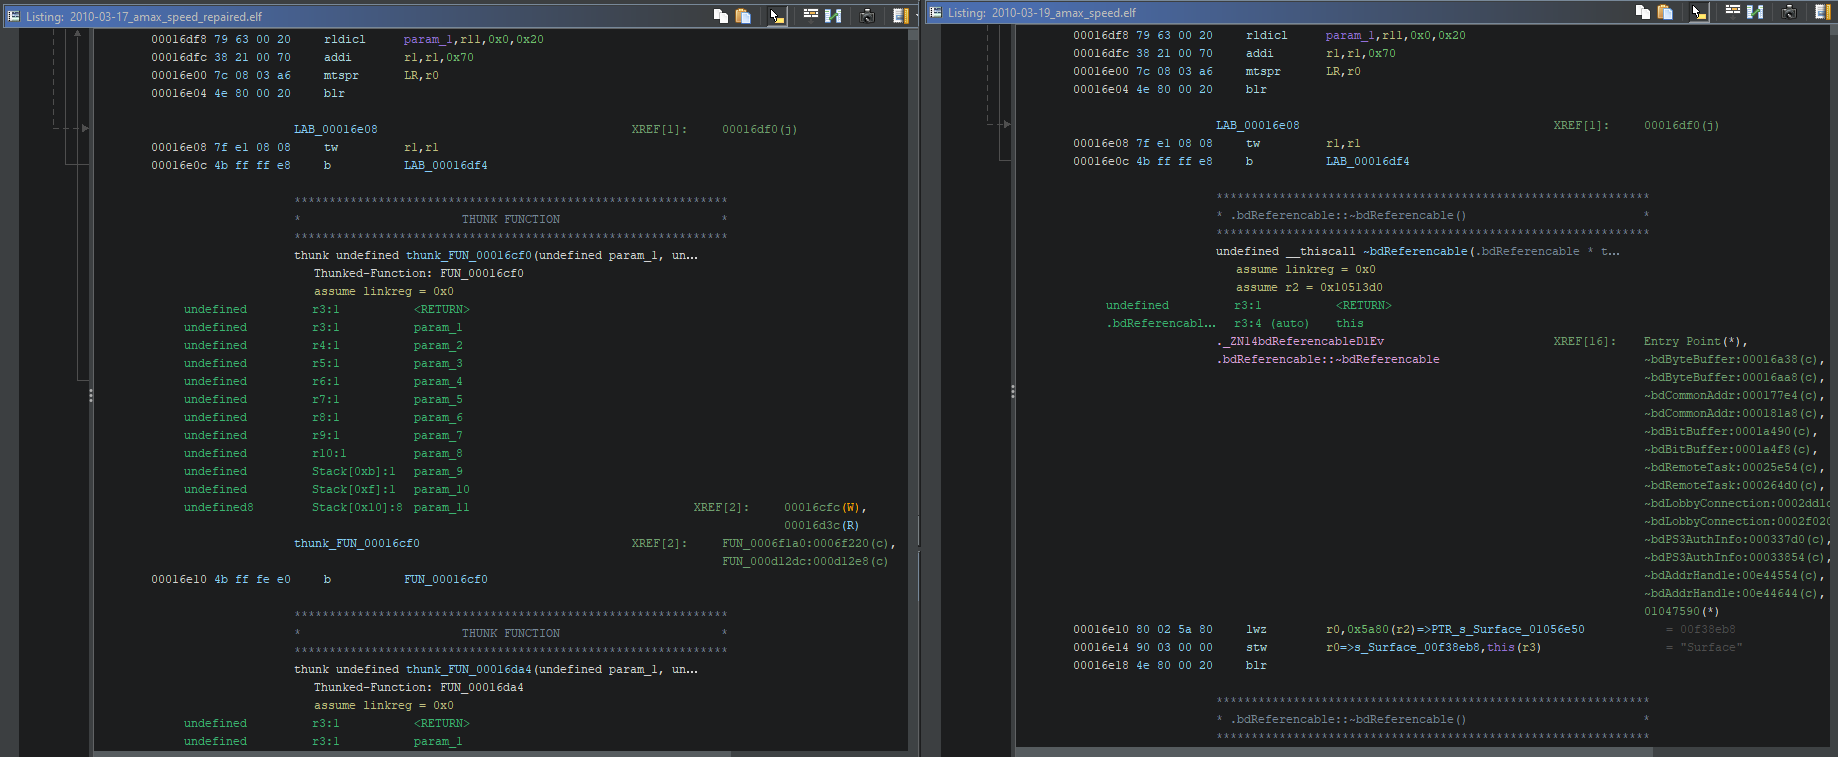 Listing: 2010-03-17_amax_speed_repaired.elf
00016df8 79 63 00 20 rldicl param_1,r11,0x0,0x20
00016dfc 38 21 00 70 addi r1,r1,0x70
00016e00 7c 08 03 a6 mtspr LR,r0
00016e04 4e 80 00 20 blr
LAB_00016e08 XREF[1]: 00016df0(j)
00016e08 7f e1 08 08 tw r1,r1
00016e0c 4b ff ff e8 b LAB_00016df4
**************************************************************
* THUNK FUNCTION *
**************************************************************
thunk undefined thunk_FUN_00016cf0(undefined param_1, un...
Thunked-Function: FUN_00016cf0
assume linkreg = 0x0
undefined r3:1 <RETURN>
undefined r3:1 param_1
undefined r4:1 param_2
undefined r5:1 param_3
undefined r6:1 param_4
undefined r7:1 param_5
undefined r8:1 param_6
undefined r9:1 param_7
undefined r10:1 param_8
undefined Stack[0xb]:1 param_9
undefined Stack[0xf]:1 param_10
undefined8 Stack[0x10]:8 param_11 XREF[2]: 00016cfc(W),
00016d3c(R)
thunk_FUN_00016cf0 XREF[2]: FUN_0006f1a0:0006f220(c),
FUN_000d12dc:000d12e8(c)
00016e10 4b ff fe e0 b FUN_00016cf0
**************************************************************
* THUNK FUNCTION *
**************************************************************
thunk undefined thunk_FUN_00016da4(undefined param_1, un...
Thunked-Function: FUN_00016da4
assume linkreg = 0x0
undefined r3:1 <RETURN>
undefined r3:1 param_1
Listing: 2010-03-19_amax_speed.elf
00016df8 79 63 00 20 rldicl param_1,r11,0x0,0x20
00016dfc 38 21 00 70 addi r1,r1,0x70
00016e00 7c 08 03 a6 mtspr LR,r0
00016e04 4e 80 00 20 blr
LAB_00016e08 XREF[1]: 00016df0(j)
00016e08 7f e1 08 08 tw r1,r1
00016e0c 4b ff ff e8 b LAB_00016df4
**************************************************************
* .bdReferencable::~bdReferencable() *
**************************************************************
undefined __thiscall ~bdReferencable(.bdReferencable * t...
assume linkreg = 0x0
assume r2 = 0x10513d0
undefined r3:1 <RETURN>
.bdReferencabl... r3:4 (auto) this
._ZN14bdReferencableD1Ev XREF[16]: Entry Point(*),
.bdReferencable::~bdReferencable ~bdByteBuffer:00016a38(c),
~bdByteBuffer:00016aa8(c),
~bdCommonAddr:000177e4(c),
~bdCommonAddr:000181a8(c),
~bdBitBuffer:0001a490(c),
~bdBitBuffer:0001a4f8(c),
~bdRemoteTask:00025e54(c),
~bdRemoteTask:000264d0(c),
~bdLobbyConnection:0002dd1c
~bdLobbyConnection:0002f020
~bdPS3AuthInfo:000337d0(c),
~bdPS3AuthInfo:00033854(c),
~bdAddrHandle:00e44554(c),
~bdAddrHandle:00e44644(c),
01047590(*)
00016e10 80 02 5a 80 lwz r0,0x5a80(r2)=>PTR_s_Surface_01056e50 = 00f38eb8
00016e14 90 03 00 00 stw r0=>s_Surface_00f38eb8,this(r3) = "Surface"
00016e18 4e 80 00 20 blr
**************************************************************
* .bdReferencable::~bdReferencable() *
**************************************************************